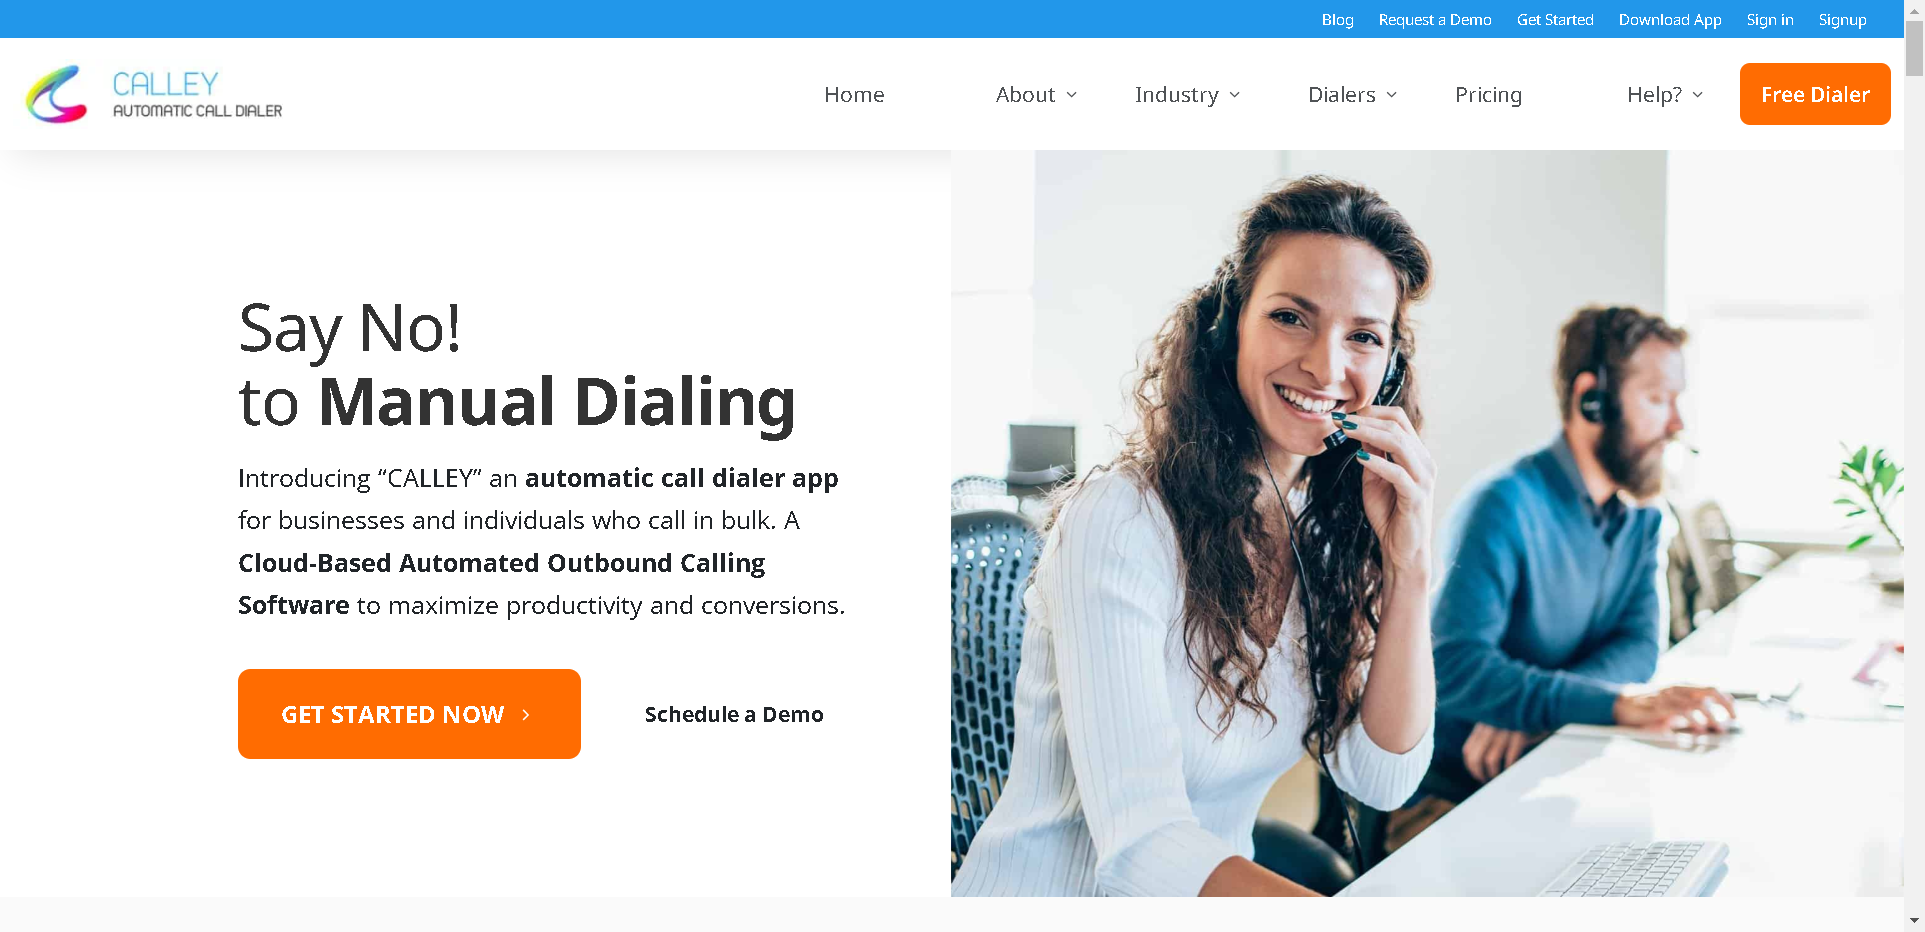 Blog Request a Demo Get Started Download App Sign in Signup
CALLEY
AUTOMATIC CALL DIALER
Home About Industry Dialers Pricing Help? Free Dialer
Say No!
to Manual Dialing
Introducing “CALLEY” an automatic call dialer app
for businesses and individuals who call in bulk. A
Cloud-Based Automated Outbound Calling
Software to maximize productivity and conversions.
GET STARTED NOW
Schedule a Demo